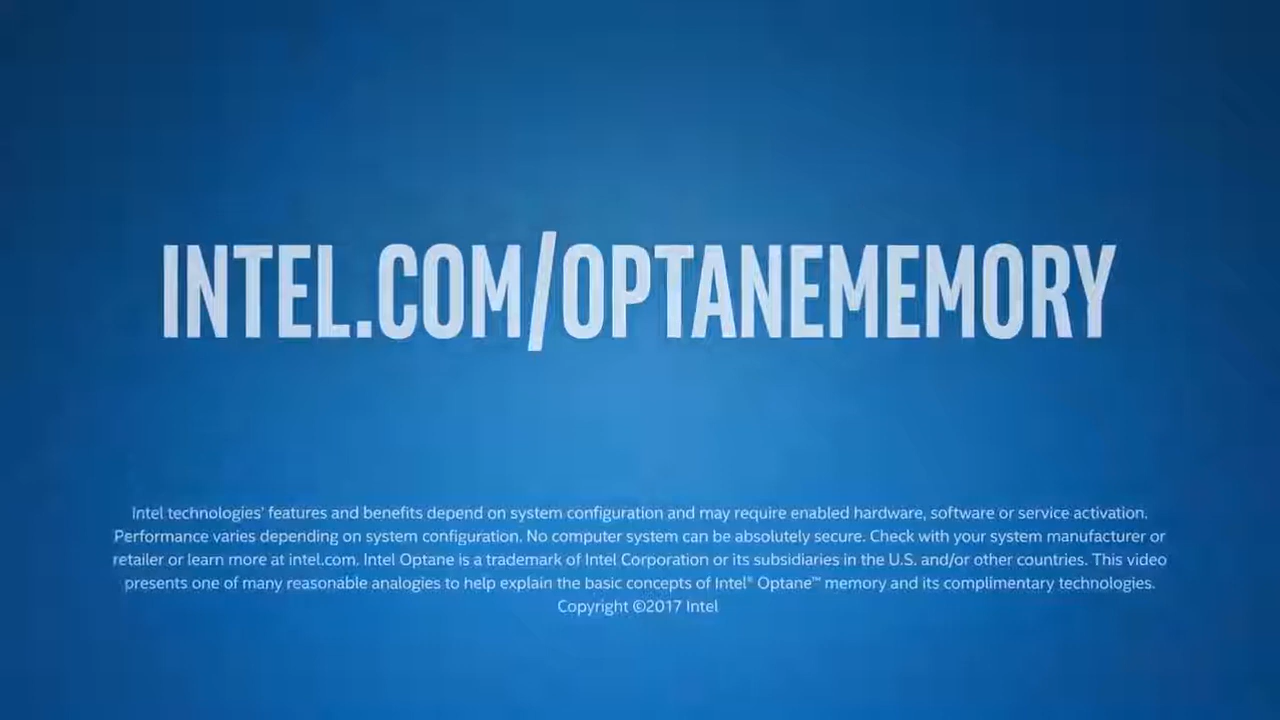 INTEL.COM/OPTANEMEMORY
Intel technologies' features and benefits depend on system configuration and may require enabled hardware, software or service activation.
Performance varies depending on system configuration. No computer system can be absolutely secure. Check with your system manufacturer or
retailer or learn more at intel.com. Intel Optane is a trademark of Intel Corporation or its subsidiaries in the U.S. and/or other countries. This video
presents one of many reasonable analogies to help explain the basic concepts of Intel® Optane™ memory and its complimentary technologies.
Copyright ©2017 Intel